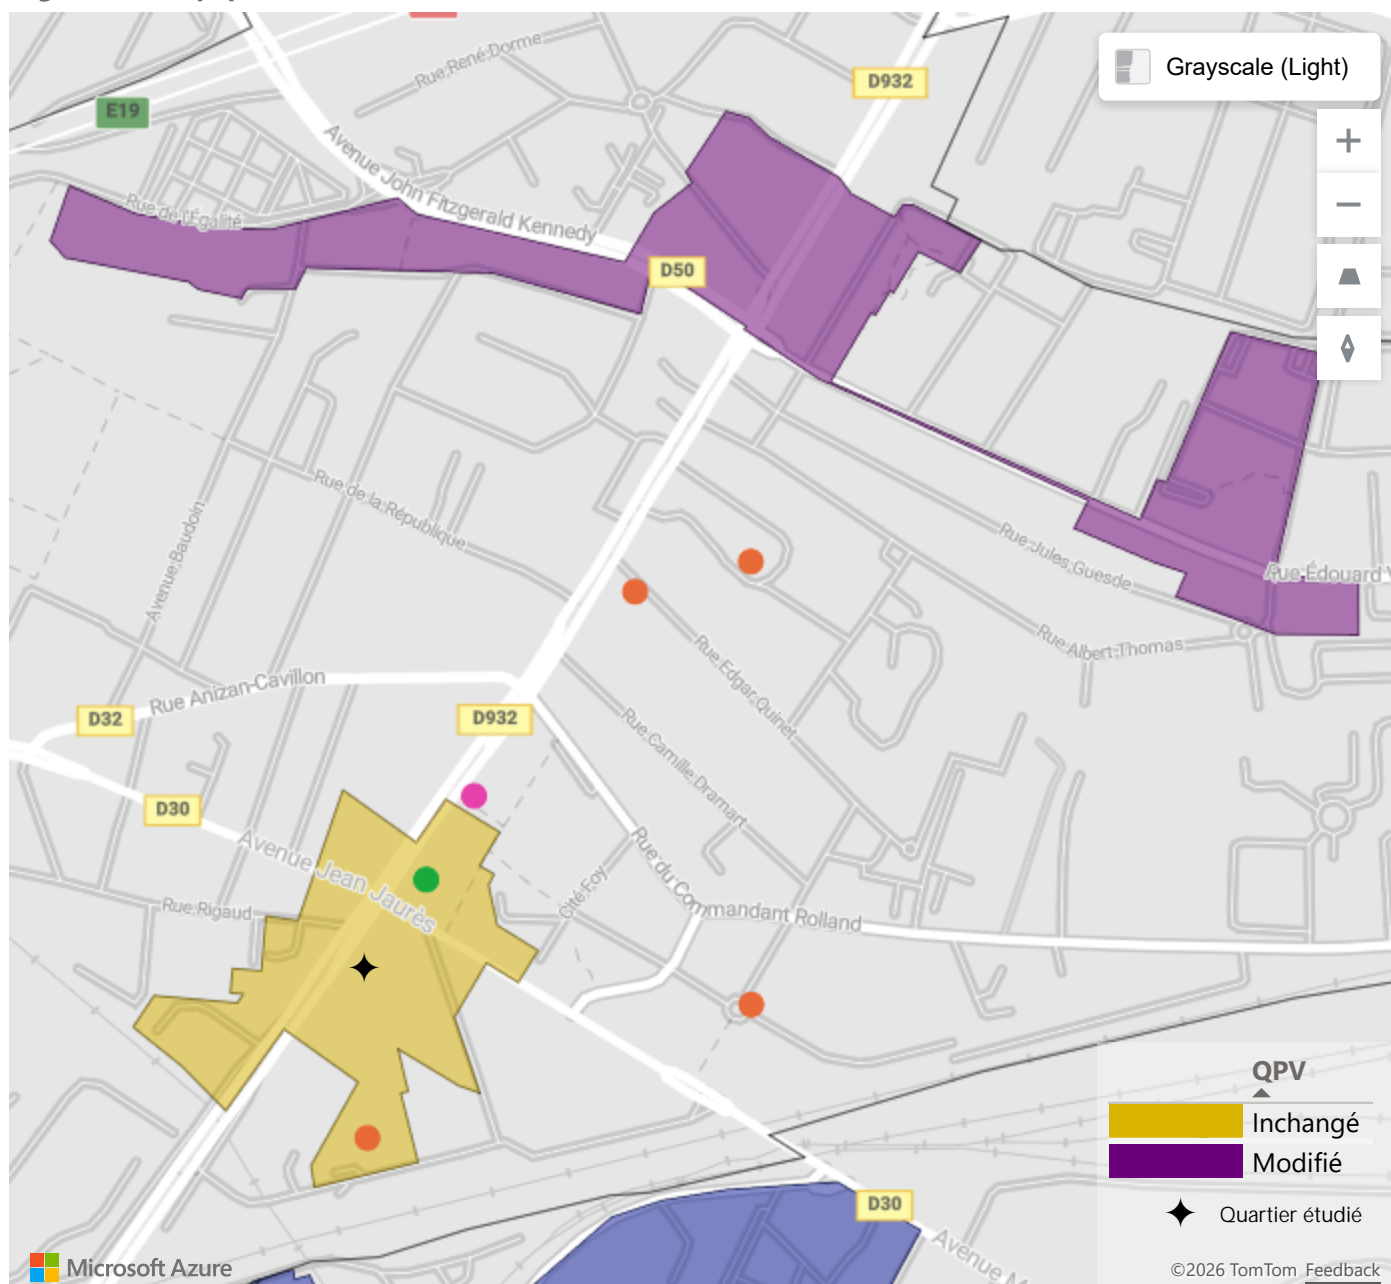 Rue René Dorme
D932
Grayscale (Light)
E19
Avenue John Fitzgerald Kennedy
Rue de l'Égalité
D50
Rue de la République
Avenue Baudoin
Rue Jules Guesde
Rue Édouard V
Rue Albert Thomas
Rue Edgar Quinet
Rue Anizan-Cavillon
D32
D932
Rue Camille Dramart
D30
Avenue Jean Jaurès
Rue du Commandant Rolland
Cité Foy
Rue Rigaud
QPV
Inchangé
Modifié
Quartier étudié
D30
Avenue M
Microsoft Azure
©2026 TomTom Feedback